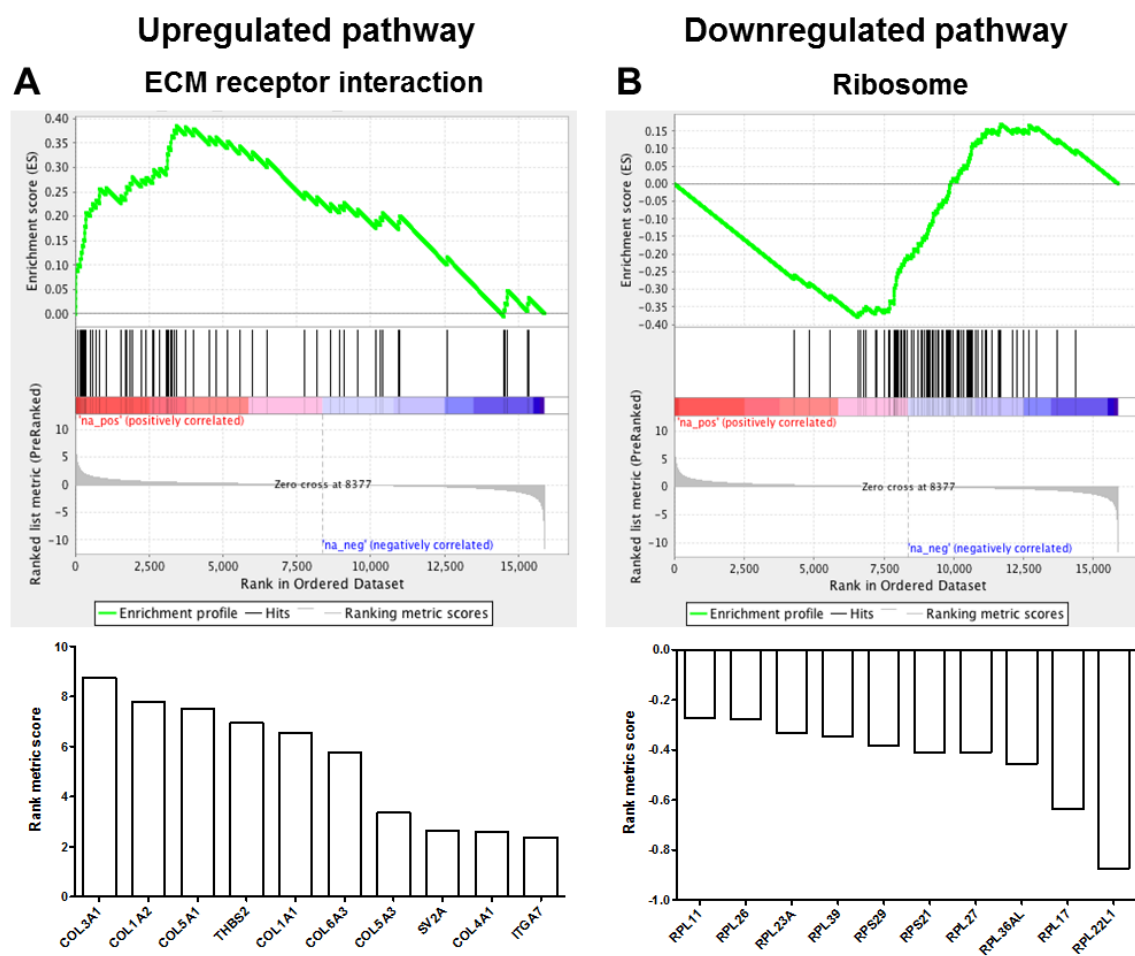 Upregulated pathway
Downregulated pathway
A
ECM receptor interaction
B
Ribosome
Enrichment score (ES)
0.40
0.35
0.30
0.25
0.20
0.15
0.10
0.05
0.00
'na_pos' (positively correlated)
Ranked list metric (PreRanked)
10
5
0
-5
-10
Zero cross at 8377
'na_neg' (negatively correlated)
0 2,500 5,000 7,500 10,000 12,500 15,000
Rank in Ordered Dataset
Enrichment profile Hits Ranking metric scores
Enrichment score (ES)
0.15
0.10
0.05
0.00
-0.05
-0.10
-0.15
-0.20
-0.25
-0.30
-0.35
-0.40
'na_pos' (positively correlated)
Ranked list metric (PreRanked)
10
5
0
-5
-10
Zero cross at 8377
'na_neg' (negatively correlated)
0 2,500 5,000 7,500 10,000 12,500 15,000
Rank in Ordered Dataset
Enrichment profile Hits Ranking metric scores
Rank metric score
10
8
6
4
2
0
COL3A1
COL1A2
COL5A1
THBS2
COL1A1
COL6A3
COL5A3
SV2A
COL4A1
ITGA7
Rank metric score
0.0
-0.2
-0.4
-0.6
-0.8
-1.0
RPL11
RPL26
RPL23A
RPL39
RPS29
RPS21
RPL27
RPL36AL
RPL17
RPL22L1